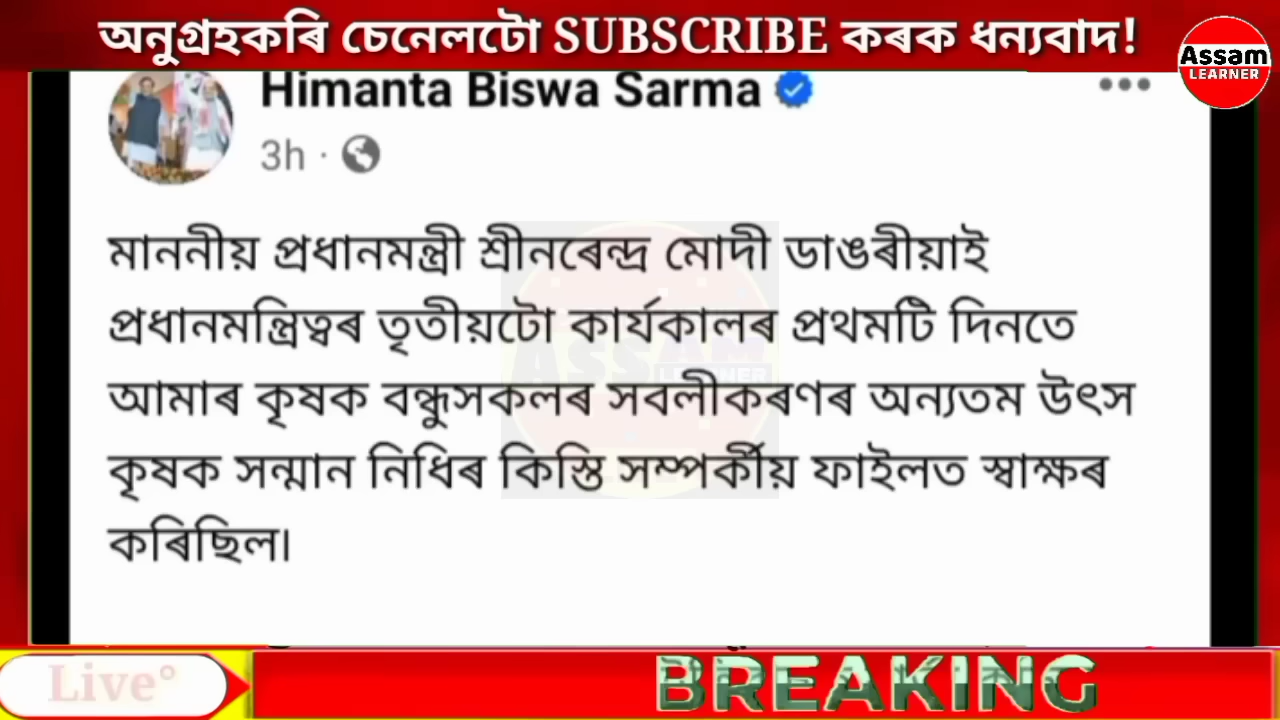 অনুগ্ৰহকৰি চেনেলটো SUBSCRIBE কৰক ধন্যবাদ!
Assam
LEARNER
Himanta Biswa Sarma
3h ·
মাননীয় প্ৰধানমন্ত্ৰী শ্ৰীনৰেন্দ্ৰ মোদী ডাঙৰীয়াই
প্ৰধানমন্ত্ৰিত্বৰ তৃতীয়টো কাৰ্যকালৰ প্ৰথমটি দিনতে
আমাৰ কৃষক বন্ধুসকলৰ সবলীকৰণৰ অন্যতম উৎস
কৃষক সন্মান নিধিৰ কিস্তি সম্পৰ্কীয় ফাইলত স্বাক্ষৰ
কৰিছিল।
ASSAM
LEARNER
Live°
BREAKING